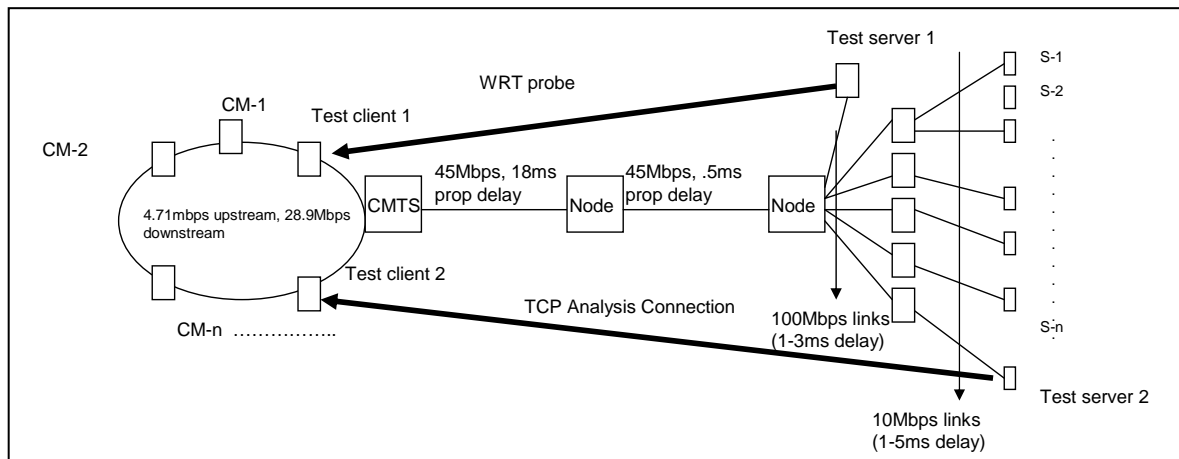 Test server 1
S-1
S-2
WRT probe
CM-1
Test client 1
CM-2
45Mbps, 18ms
prop delay
45Mbps, .5ms
prop delay
4.71mbps upstream, 28.9Mbps
downstream
CMTS
Node
Node
Test client 2
TCP Analysis Connection
CM-n ……………..
100Mbps links
(1-3ms delay)
S-n
Test server 2
10Mbps links
(1-5ms delay)